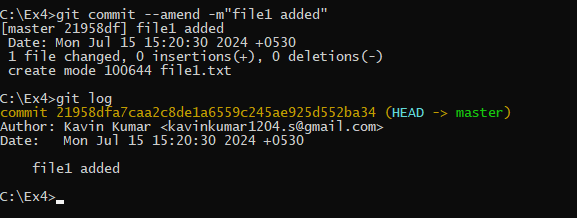 C:\Ex4>git commit --amend -m"file1 added"
[master 21958df] file1 added
 Date: Mon Jul 15 15:20:30 2024 +0530
 1 file changed, 0 insertions(+), 0 deletions(-)
 create mode 100644 file1.txt

C:\Ex4>git log
commit 21958dfa7caa2c8de1a6559c245ae925d552ba34 (HEAD -> master)
Author: Kavin Kumar <kavinkumar1204.s@gmail.com>
Date:   Mon Jul 15 15:20:30 2024 +0530

    file1 added

C:\Ex4>